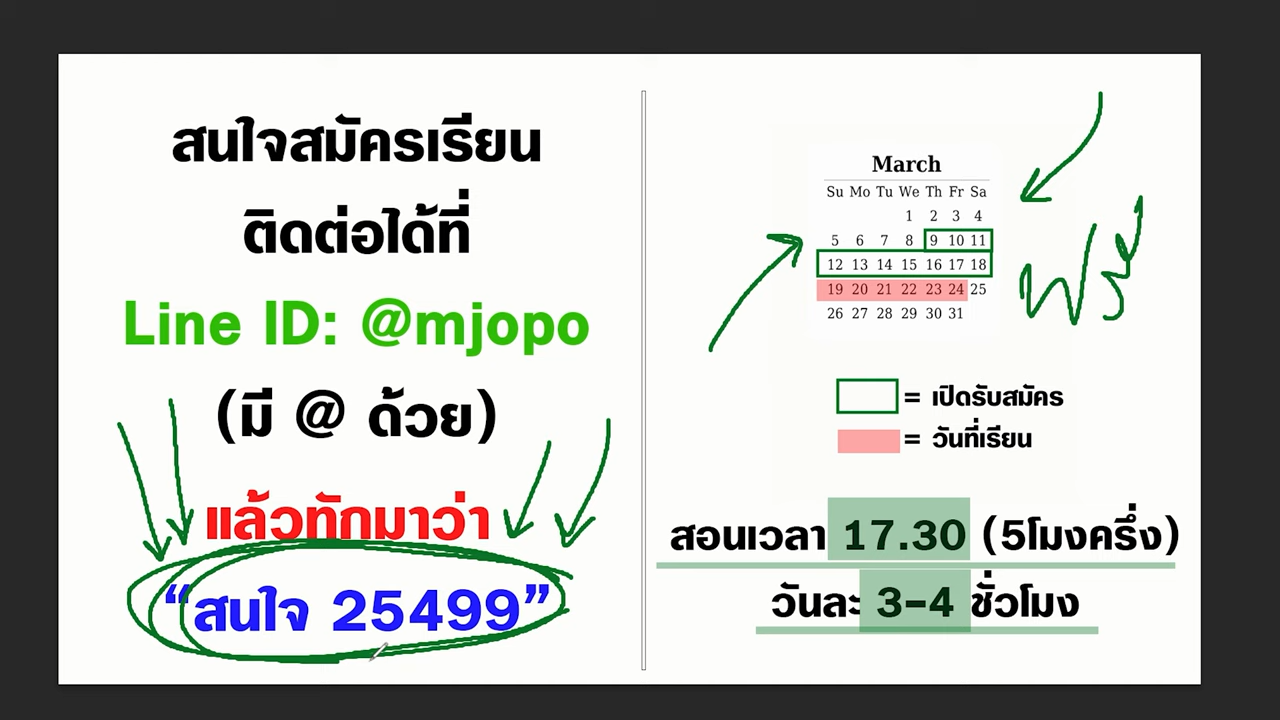 สนใจสมัครเรียน
ติดต่อได้ที่
Line ID: @mjopo
(มี @ ด้วย)
แล้วทักมาว่า
“สนใจ 25499”
March
Su Mo Tu We Th Fr Sa
1 2 3 4
5 6 7 8 9 10 11
12 13 14 15 16 17 18
19 20 21 22 23 24 25
26 27 28 29 30 31
ฟรี
= เปิดรับสมัคร
= วันที่เรียน
สอนเวลา 17.30 (5โมงครึ่ง)
วันละ 3-4 ชั่วโมง